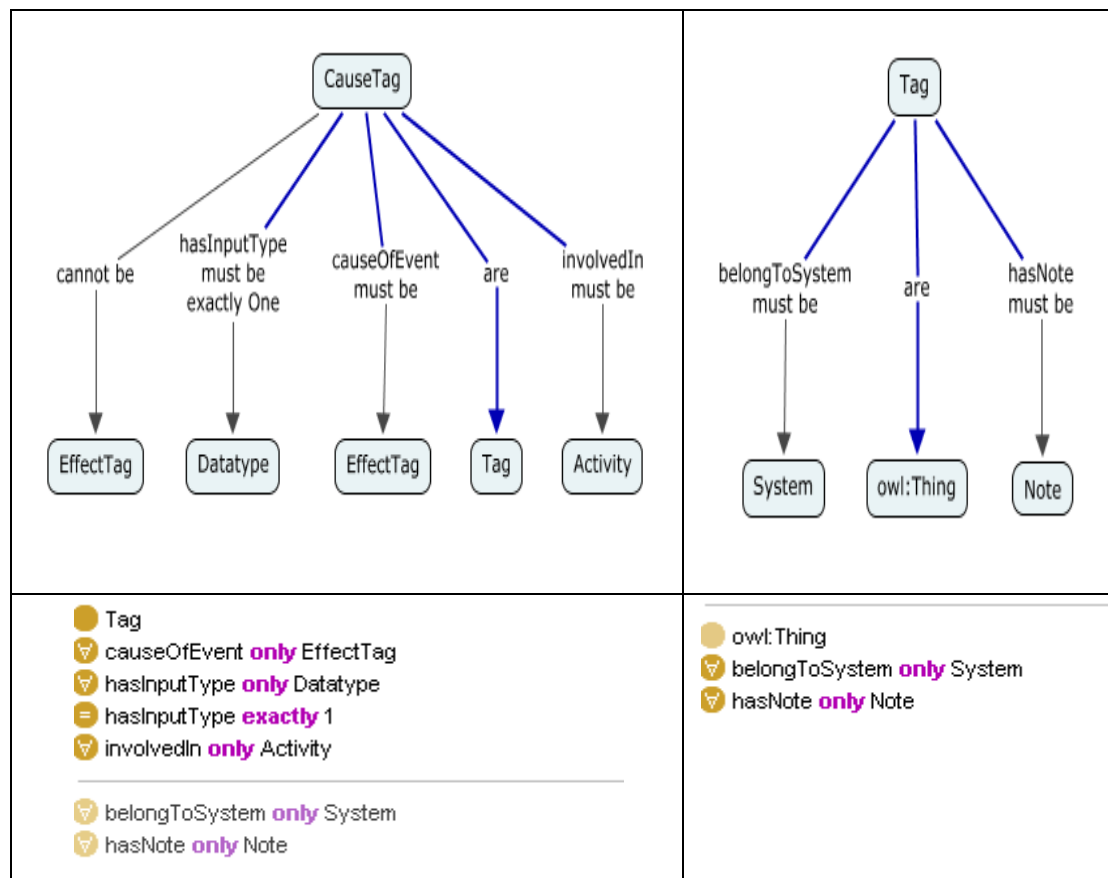 CauseTag
cannot be
hasInputType
must be
exactly One
causeOfEvent
must be
are
involvedIn
must be
EffectTag
Datatype
EffectTag
Tag
Activity
Tag
belongToSystem
must be
are
hasNote
must be
System
owl:Thing
Note
Tag
causeOfEvent only EffectTag
hasInputType only Datatype
hasInputType exactly 1
involvedIn only Activity
belongToSystem only System
hasNote only Note
owl:Thing
belongToSystem only System
hasNote only Note